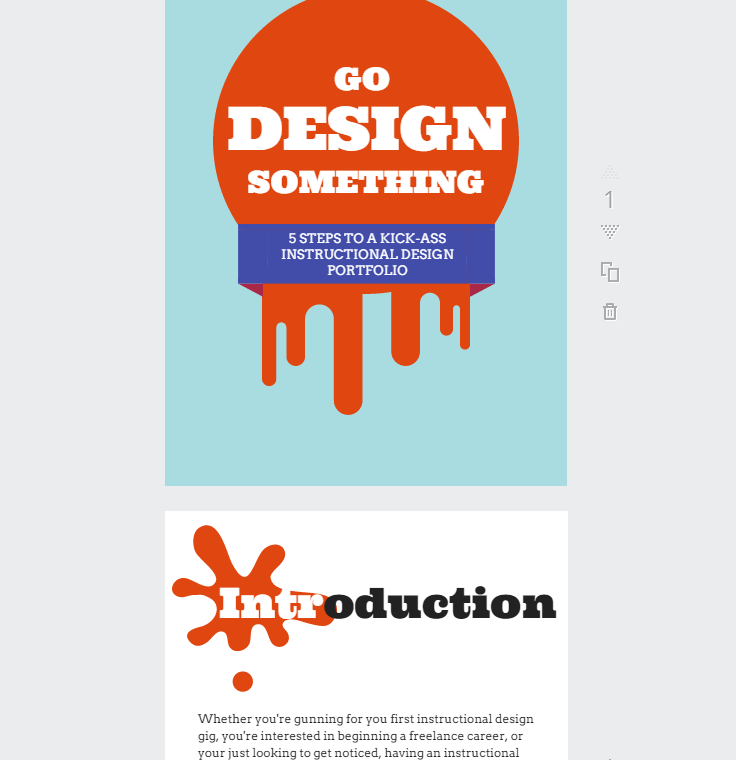 GO
DESIGN
SOMETHING
5 STEPS TO A KICK-ASS
INSTRUCTIONAL DESIGN
PORTFOLIO
1
Introduction
Whether you're gunning for you first instructional design
gig, you're interested in beginning a freelance career, or
your just looking to get noticed, having an instructional